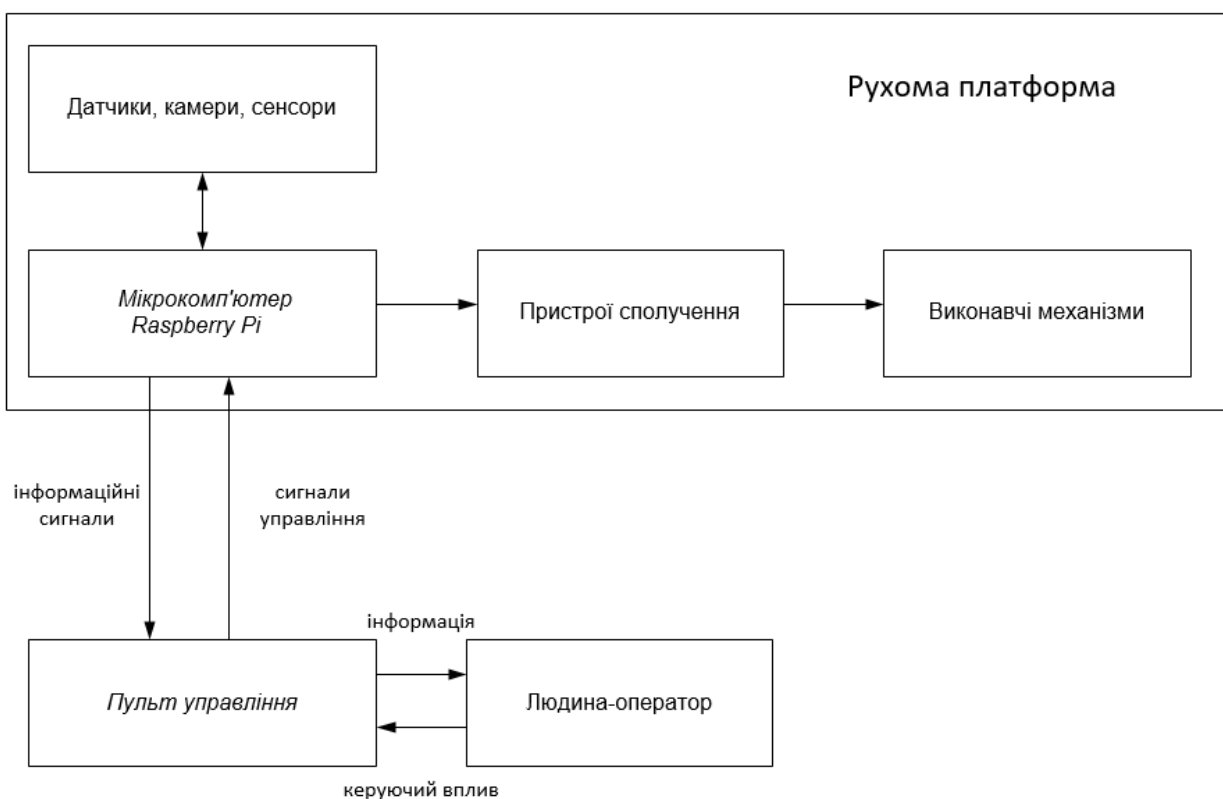 Рухома платформа
Датчики, камери, сенсори
Мікрокомп'ютер
Raspberry Pi
Пристрої сполучення
Виконавчі механізми
інформаційні
сигнали
сигнали
управління
інформація
Пульт управління
Людина-оператор
керуючий вплив